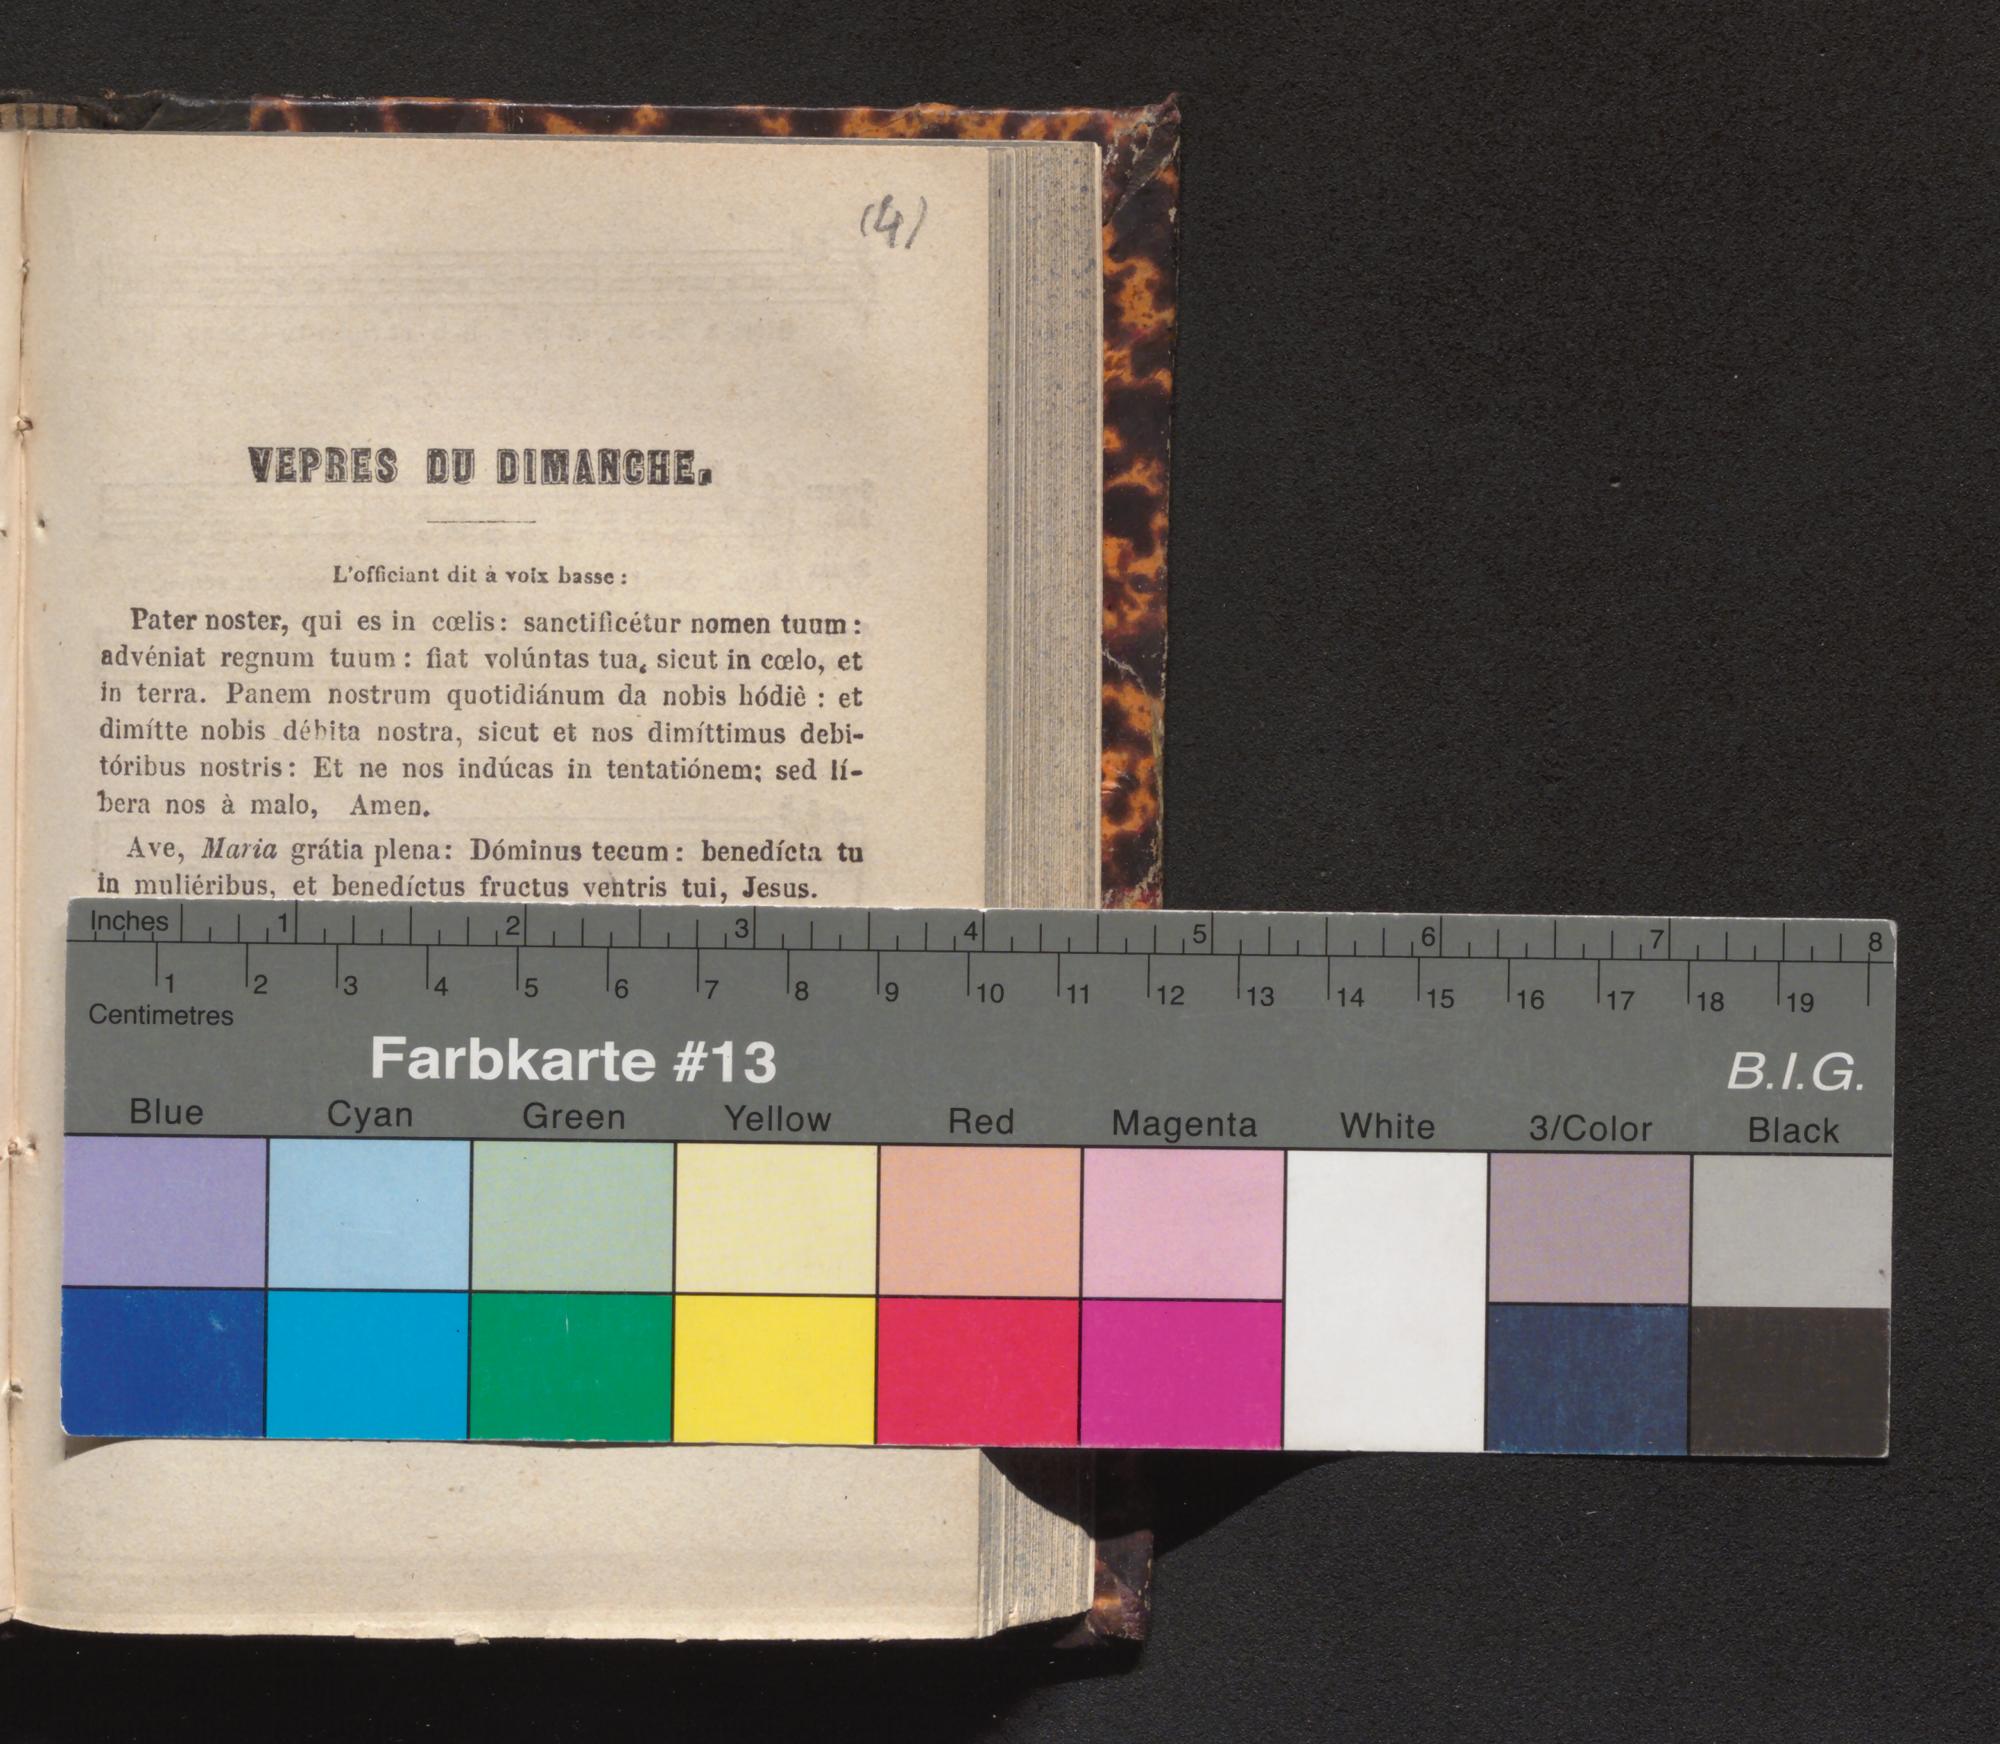 (4)
VEPRES DU DIMANCHE.
L'officiant dit à voix basse :
Pater noster, qui es in cœlis : sanctificétur nomen tuum :
advéniat regnum tuum : fiat volúntas tua, sicut in cœlo, et
in terra. Panem nostrum quotidiánum da nobis hódiè : et
dimítte nobis débita nostra, sicut et nos dimíttimus debi-
tóribus nostris : Et ne nos indúcas in tentatiónem; sed lí-
bera nos à malo, Amen.
Ave, Maria grátia plena : Dóminus tecum : benedícta tu
in muliéribus, et benedíctus fructus ventris tui, Jesus.
Inches 1 2 3 4 5 6 7 8
1 2 3 4 5 6 7 8 9 10 11 12 13 14 15 16 17 18 19
Centimetres
Farbkarte #13
B.I.G.
Blue Cyan Green Yellow Red Magenta White 3/Color Black